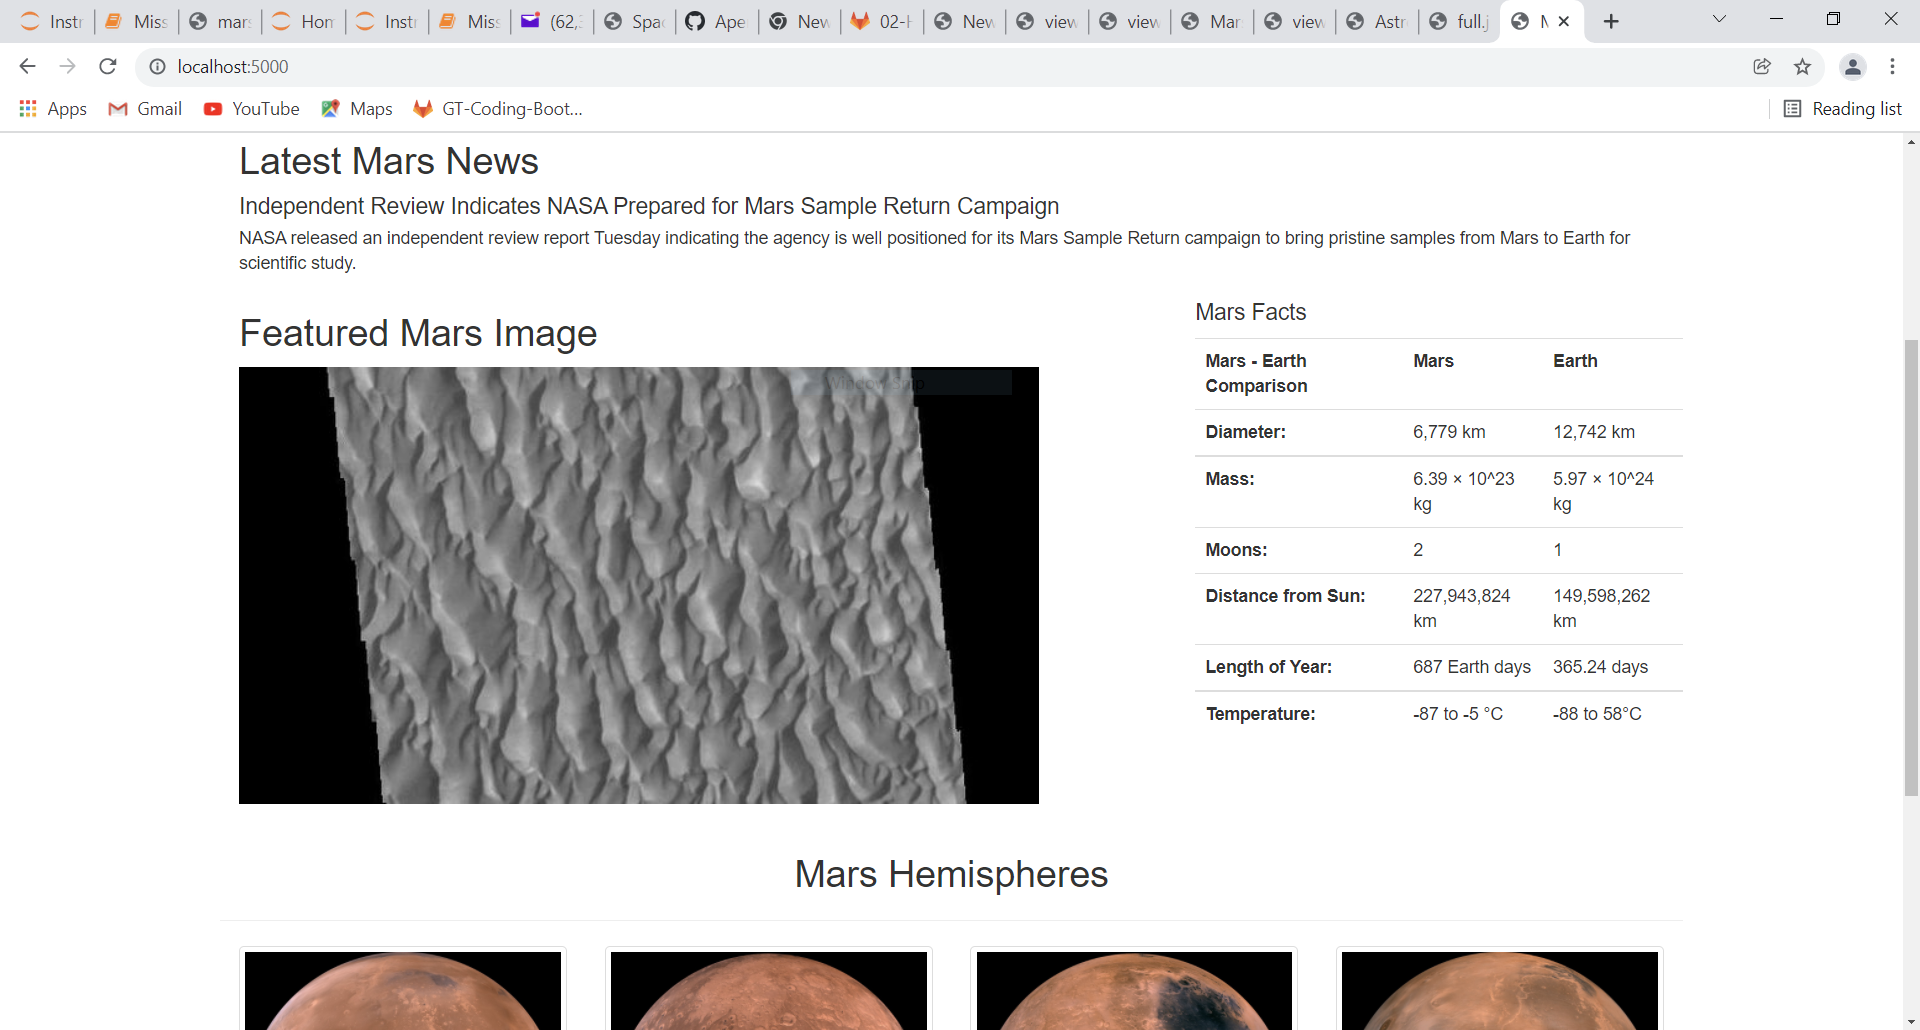 Instr
Miss
mars
Hom
Instr
Miss
(62,
Spac
Ape
New
02-H
New
view
view
Mar
view
Astr
full.j
M
localhost:5000
Apps
Gmail
YouTube
Maps
GT-Coding-Boot...
Reading list
Latest Mars News
Independent Review Indicates NASA Prepared for Mars Sample Return Campaign
NASA released an independent review report Tuesday indicating the agency is well positioned for its Mars Sample Return campaign to bring pristine samples from Mars to Earth for
scientific study.
Featured Mars Image
Window Snip
Mars Facts
Mars - Earth Comparison Mars Earth
Diameter: 6,779 km 12,742 km
Mass: 6.39 × 10^23 kg 5.97 × 10^24 kg
Moons: 2 1
Distance from Sun: 227,943,824 km 149,598,262 km
Length of Year: 687 Earth days 365.24 days
Temperature: -87 to -5 °C -88 to 58°C
Mars Hemispheres